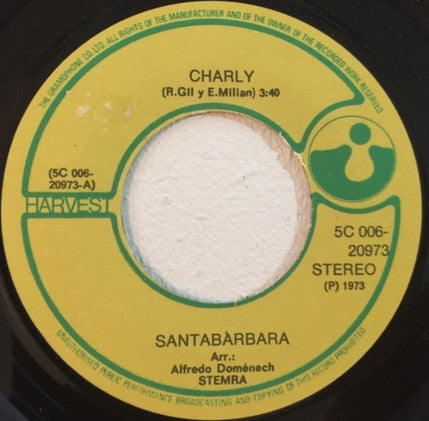 THE GRAMOPHONE CO LTD. ALL RIGHTS OF THE MANUFACTURER AND OF THE OWNER OF THE RECORDED WORK RESERVED
CHARLY
(R.Gil y E.Milian) 3:40
(5C 006-
20973-A)
HARVEST
5C 006-
20973
STEREO
(P) 1973
SANTABÀRBARA
Arr.:
Alfredo Doménech
STEMRA
UNAUTHORISED PUBLIC PERFORMANCE BROADCASTING AND COPYING OF THIS RECORD PROHIBITED